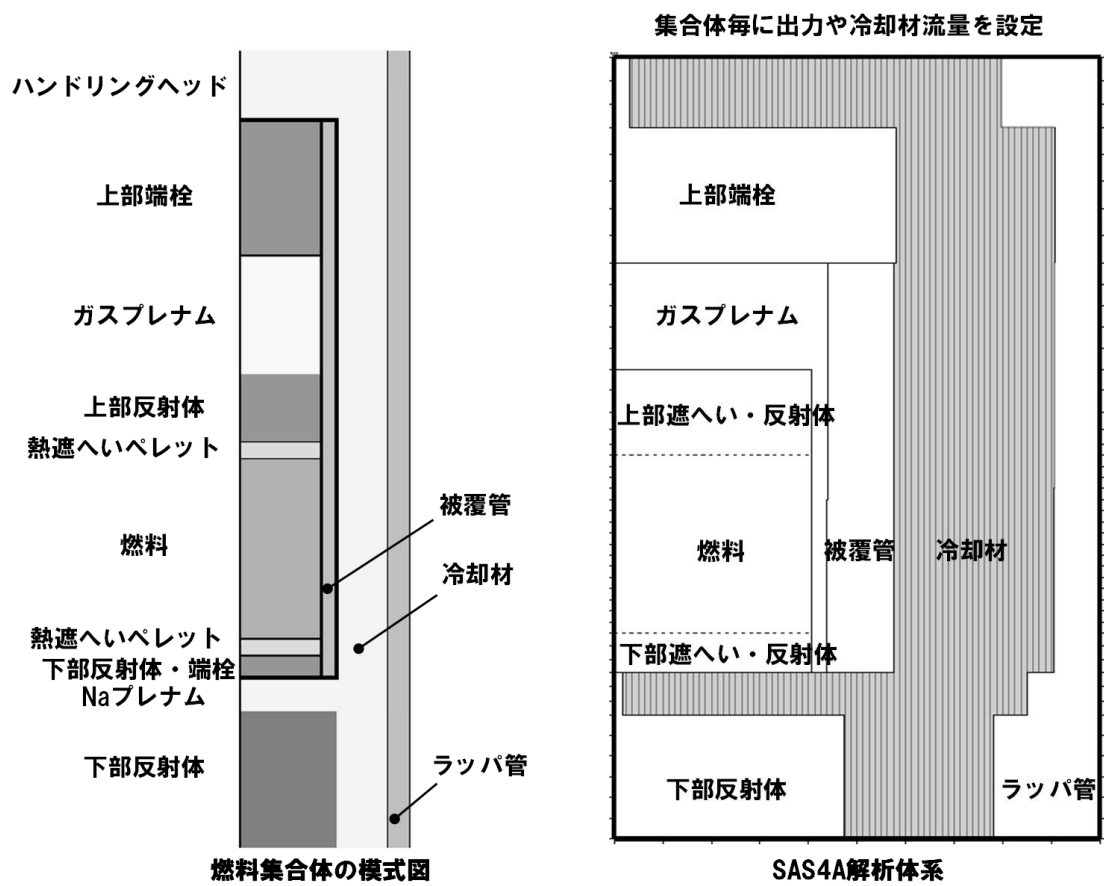 集合体毎に出力や冷却材流量を設定
ハンドリングヘッド
上部端栓
ガスプレナム
上部反射体
熱遮へいペレット
燃料
熱遮へいペレット
下部反射体・端栓
Naプレナム
下部反射体
被覆管
冷却材
ラッパ管
燃料集合体の模式図
上部端栓
ガスプレナム
上部遮へい・反射体
燃料
被覆管
冷却材
下部遮へい・反射体
下部反射体
ラッパ管
SAS4A解析体系